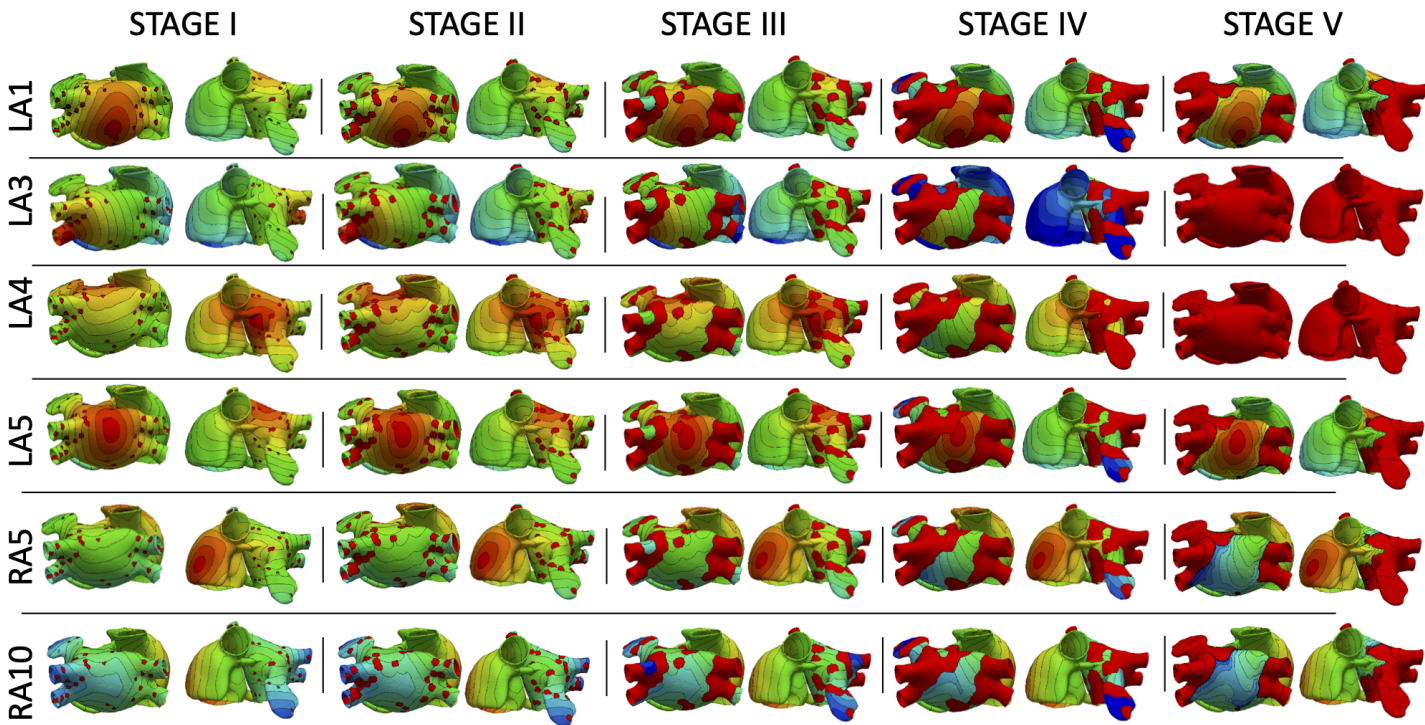 STAGE I STAGE II STAGE III STAGE IV STAGE V
LA1
LA3
LA4
LA5
RA5
RA10